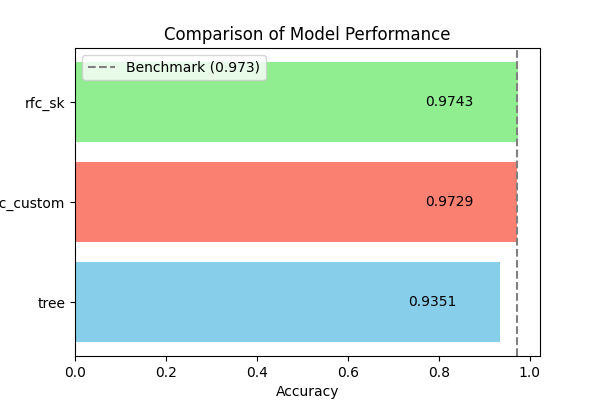 Comparison of Model Performance
Benchmark (0.973)
rfc_sk
0.9743
c_custom
0.9729
tree
0.9351
0.0 0.2 0.4 0.6 0.8 1.0
Accuracy